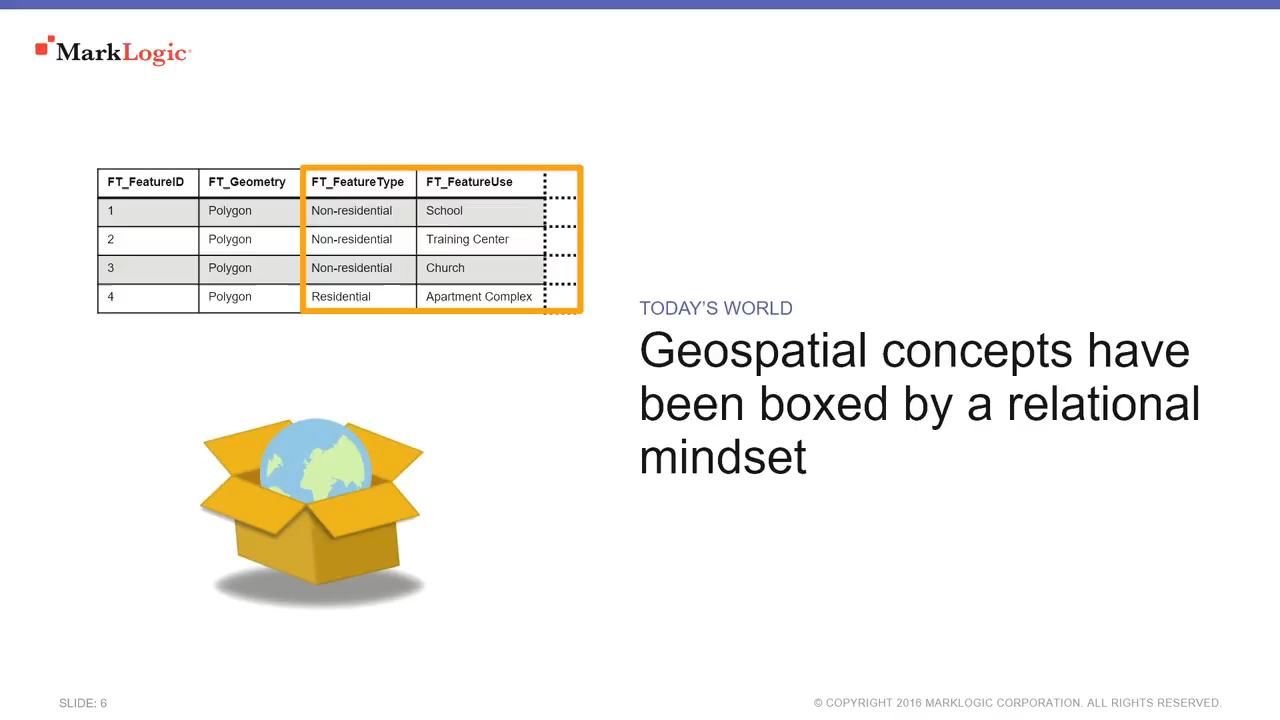 MarkLogic
FT_FeatureID FT_Geometry FT_FeatureType FT_FeatureUse
1 Polygon Non-residential School
2 Polygon Non-residential Training Center
3 Polygon Non-residential Church
4 Polygon Residential Apartment Complex
TODAY’S WORLD
Geospatial concepts have
been boxed by a relational
mindset
SLIDE: 6
© COPYRIGHT 2016 MARKLOGIC CORPORATION. ALL RIGHTS RESERVED.